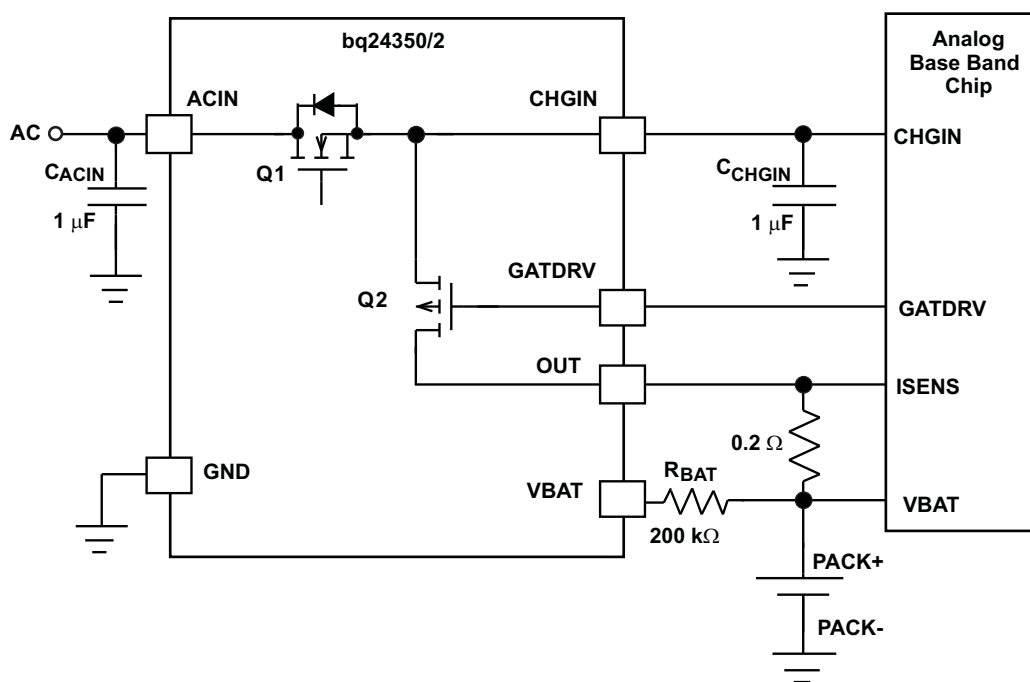 bq24350/2
Analog
Base Band
Chip
ACIN
CHGIN
AC
CHGIN
CACIN
1 μF
Q1
CCHGIN
1 μF
GATDRV
Q2
GATDRV
OUT
ISENS
0.2 Ω
GND
RBAT
VBAT
VBAT
200 kΩ
PACK+
PACK-